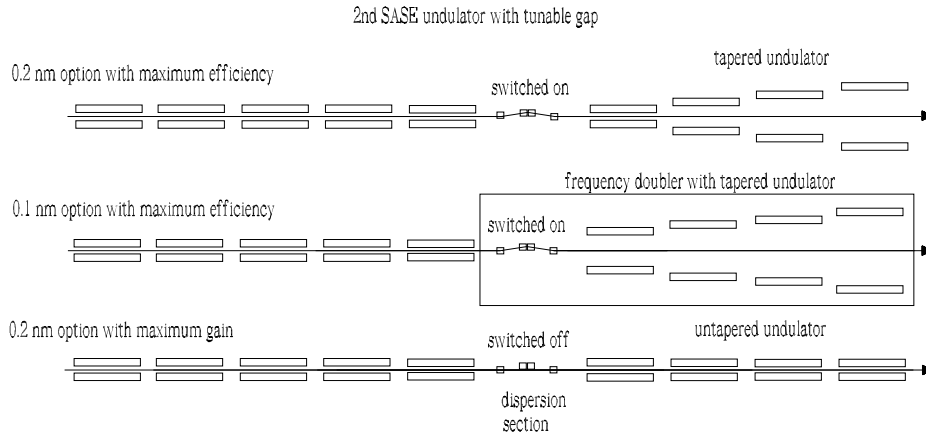 2nd SASE undulator with tunable gap
tapered undulator
0.2 nm option with maximum efficiency
switched on
frequency doubler with tapered undulator
0.1 nm option with maximum efficiency
switched on
0.2 nm option with maximum gain
switched off
untapered undulator
dispersion
section